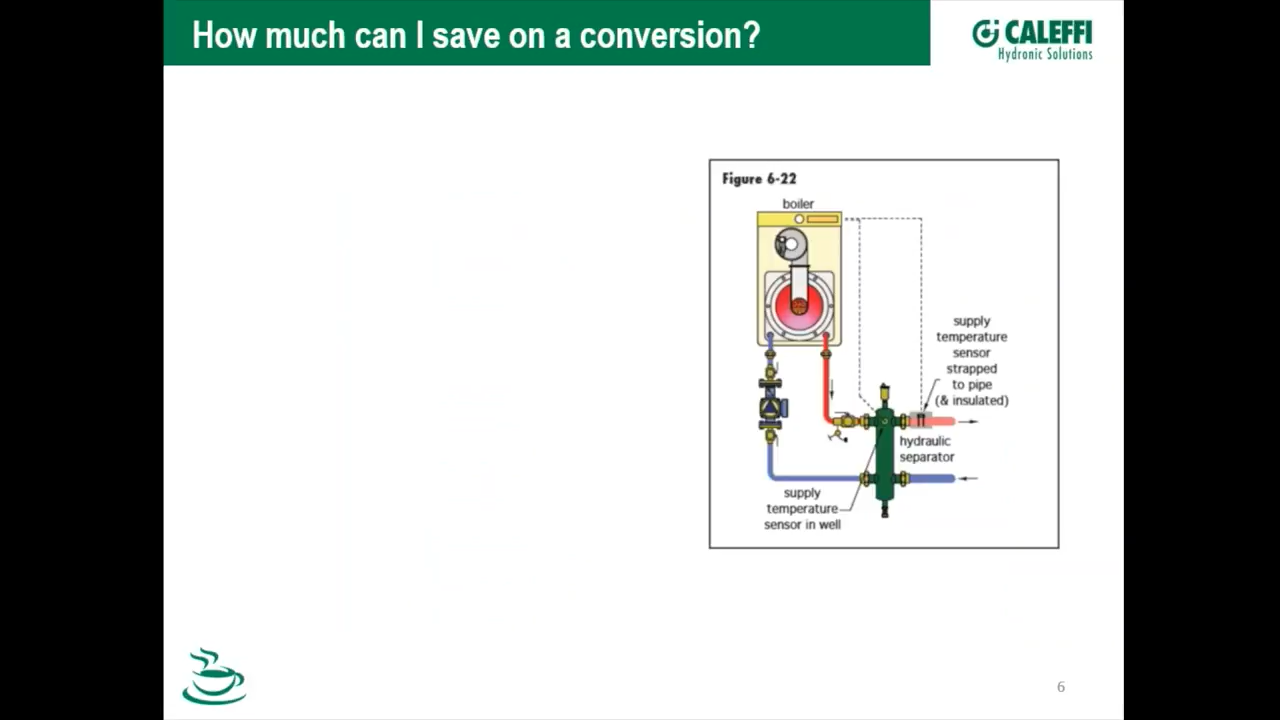 How much can I save on a conversion?
CALEFFI
Hydronic Solutions
Figure 6-22
boiler
supply
temperature
sensor
strapped
to pipe
(& insulated)
hydraulic
separator
supply
temperature
sensor in well
6